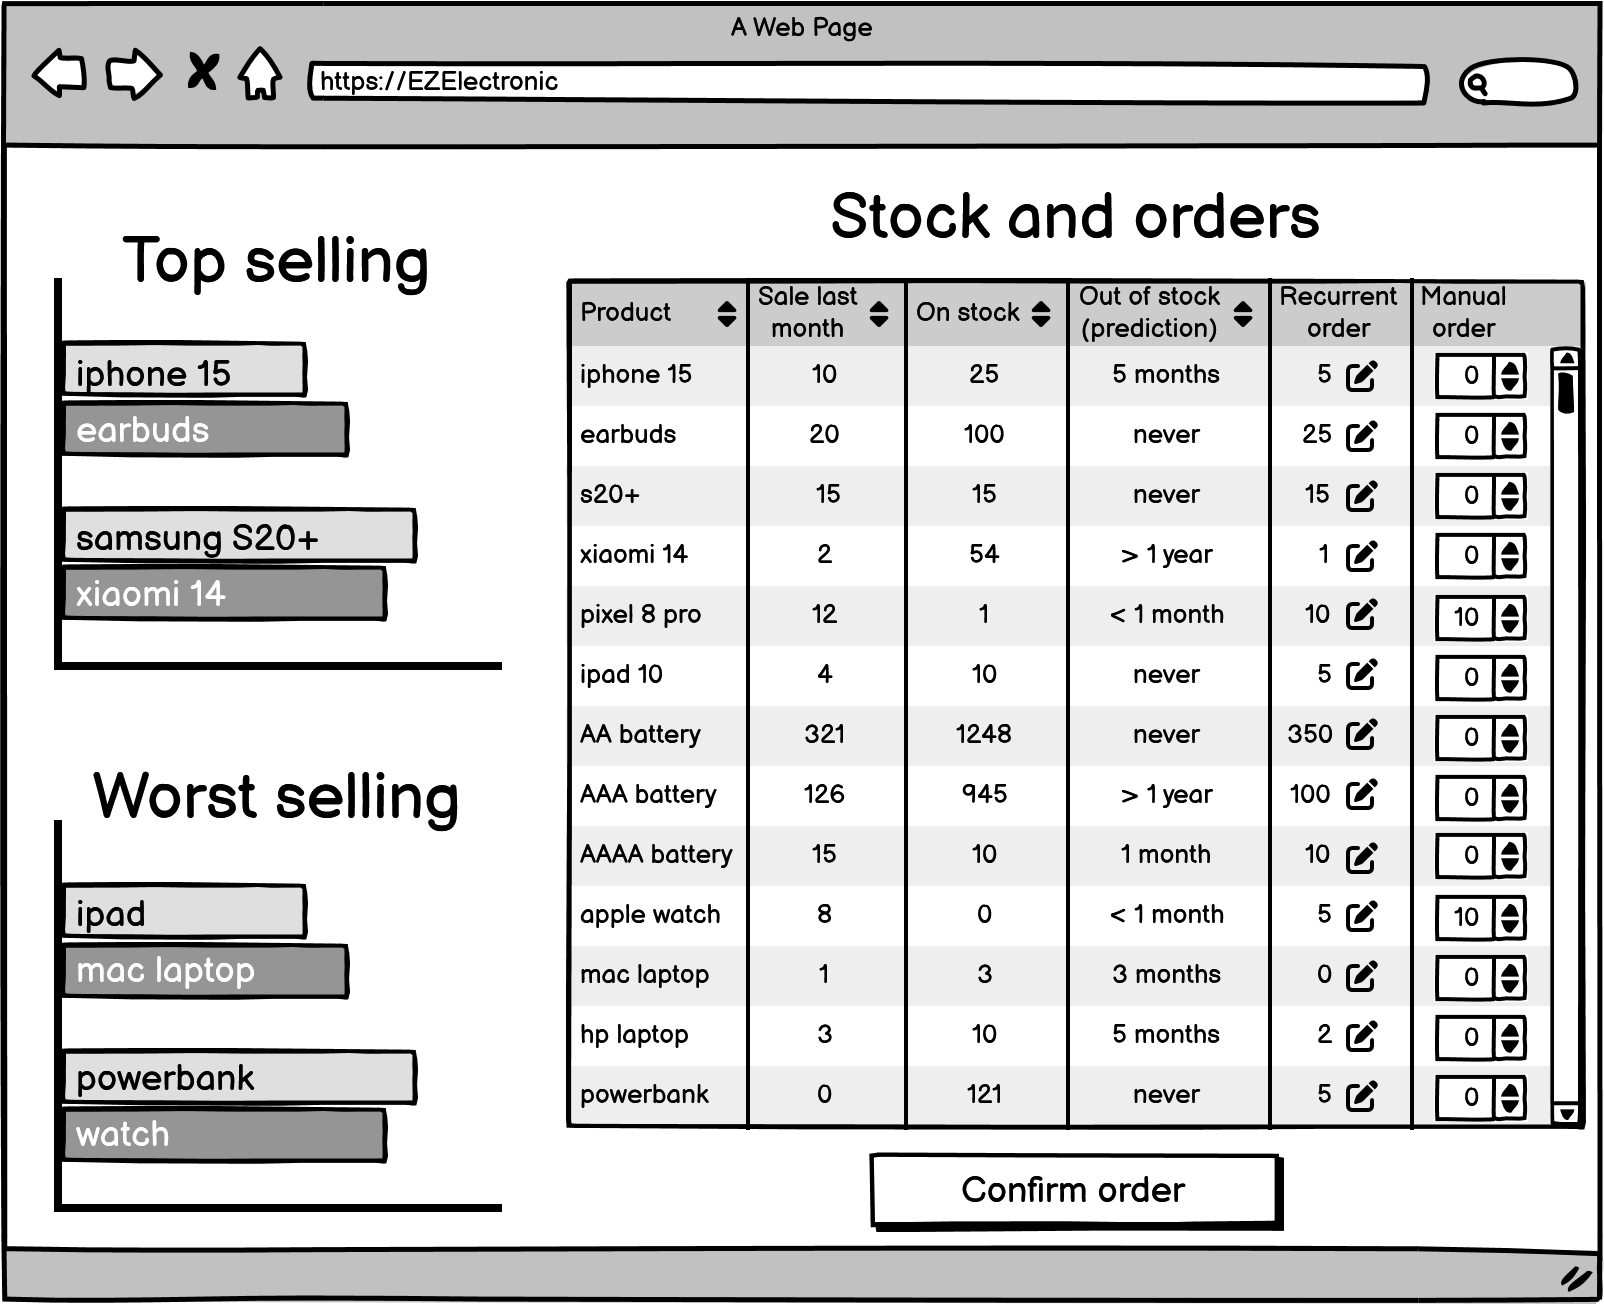 A Web Page
https://EZElectronic
Top selling
iphone 15
earbuds
samsung S20+
xiaomi 14
Worst selling
ipad
mac laptop
powerbank
watch
Stock and orders
Product Sale last month On stock Out of stock (prediction) Recurrent order Manual order
iphone 15 10 25 5 months 5 0
earbuds 20 100 never 25 0
s20+ 15 15 never 15 0
xiaomi 14 2 54 > 1 year 1 0
pixel 8 pro 12 1 < 1 month 10 10
ipad 10 4 10 never 5 0
AA battery 321 1248 never 350 0
AAA battery 126 945 > 1 year 100 0
AAAA battery 15 10 1 month 10 0
apple watch 8 0 < 1 month 5 10
mac laptop 1 3 3 months 0 0
hp laptop 3 10 5 months 2 0
powerbank 0 121 never 5 0
Confirm order